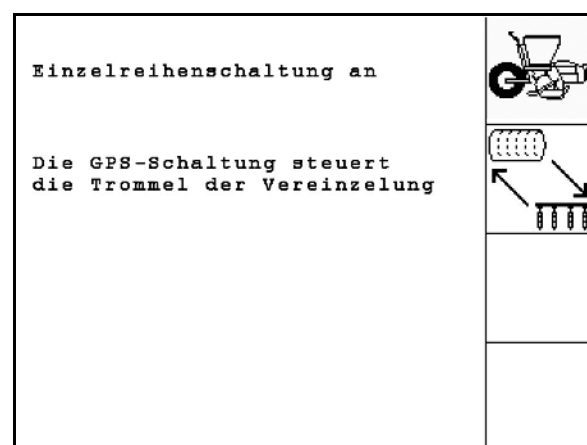 Einzelreihenschaltung an
Die GPS-Schaltung steuert
die Trommel der Vereinzelung